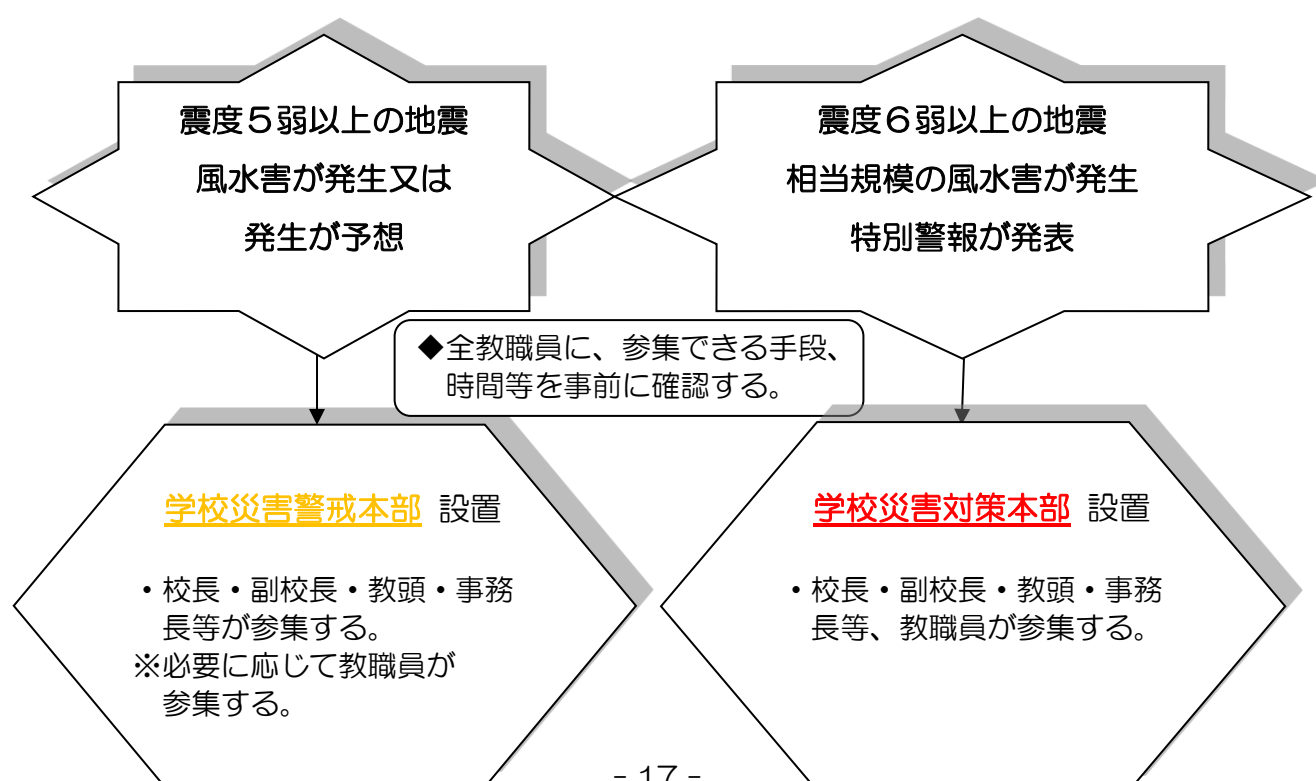 震度５弱以上の地震
風水害が発生又は
発生が予想
震度６弱以上の地震
相当規模の風水害が発生
特別警報が発表
◆全教職員に、参集できる手段、
時間等を事前に確認する。
学校災害警戒本部 設置
・校長・副校長・教頭・事務
長等が参集する。
※必要に応じて教職員が
参集する。
学校災害対策本部 設置
・校長・副校長・教頭・事務
長等、教職員が参集する。
- 17 -